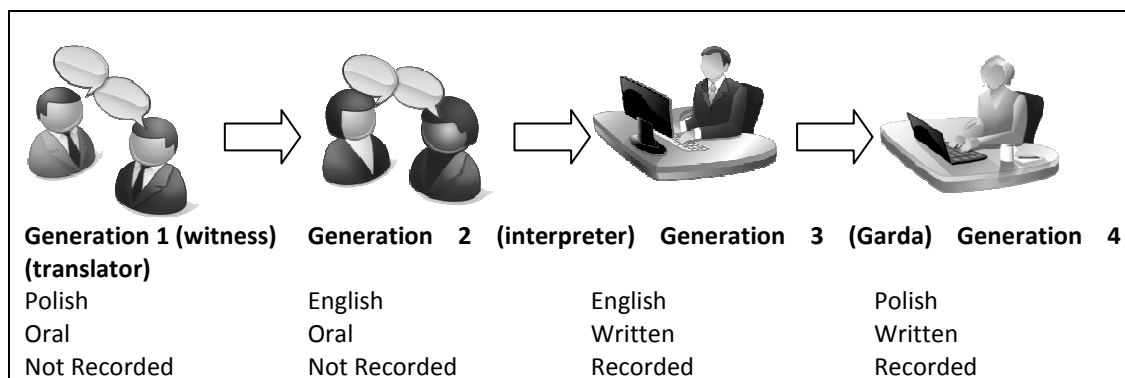 Generation 1 (witness) Generation 2 (interpreter) Generation 3 (Garda) Generation 4
(translator)
Polish English English Polish
Oral Oral Written Written
Not Recorded Not Recorded Recorded Recorded